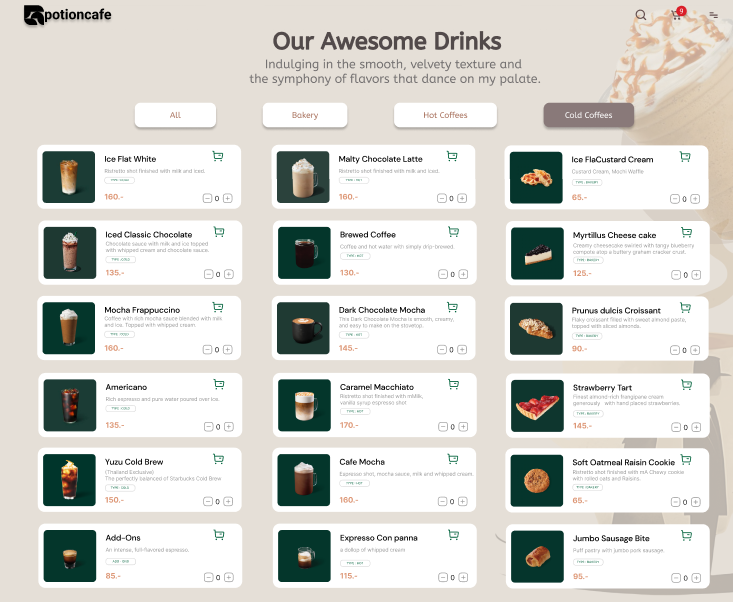 potioncafe
9
Our Awesome Drinks
Indulging in the smooth, velvety texture and
the symphony of flavors that dance on my palate.
All
Bakery
Hot Coffees
Cold Coffees
Ice Flat White
Ristretto shot finished with milk and iced.
160.-
0
Malty Chocolate Latte
Ristretto shot finished with milk and iced.
TYPE : HOT
160.-
0
Ice FlaCustard Cream
Custard Cream, Mochi Waffle
TYPE : BAKERY
65.-
0
Iced Classic Chocolate
Chocolate sauce with milk and ice topped
with whipped cream and chocolate sauce.
TYPE : COLD
135.-
0
Brewed Coffee
Coffee and hot water with simply drip-brewed.
TYPE : HOT
130.-
0
Myrtillus Cheese cake
Creamy cheesecake swirled with tangy blueberry
compote atop a buttery graham cracker crust.
TYPE : BAKERY
125.-
0
Mocha Frappuccino
Coffee with rich mocha sauce blended with milk
and ice. Topped with whipped cream.
TYPE : COLD
160.-
0
Dark Chocolate Mocha
This Dark Chocolate Mocha is smooth, creamy,
and easy to make on the stovetop.
TYPE : HOT
145.-
0
Prunus dulcis Croissant
Flaky croissant filled with sweet almond paste,
topped with sliced almonds.
TYPE : BAKERY
90.-
0
Americano
Rich espresso and pure water poured over ice.
TYPE : COLD
135.-
0
Caramel Macchiato
Ristretto shot finished with mMilk,
vanilla syrup espresso shot
TYPE : HOT
170.-
0
Strawberry Tart
Finest almond-rich frangipane cream
generously with hand placed strawberries.
TYPE : BAKERY
145.-
0
Yuzu Cold Brew
(Thailand Exclusive)
The perfectly balanced of Starbucks Cold Brew
TYPE : COLD
150.-
0
Cafe Mocha
Espresso shot, mocha sauce, milk and whipped cream.
TYPE : HOT
160.-
0
Soft Oatmeal Raisin Cookie
Ristretto shot finished with mA Chewy cookie
with rolled oats and Raisins.
TYPE : BAKERY
65.-
0
Add-Ons
An intense, full-flavored espresso.
ADD : ONS
85.-
0
Expresso Con panna
a dollop of whipped cream
TYPE : HOT
115.-
0
Jumbo Sausage Bite
Puff pastry with jumbo pork sausage.
TYPE : BAKERY
95.-
0